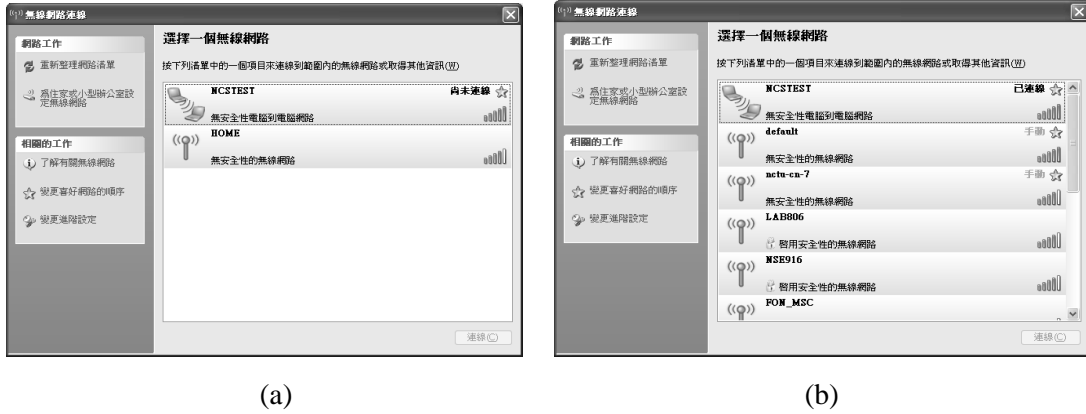 無線網路連線
網路工作
重新整理網路清單
為住家或小型辦公室設
定無線網路
相關的工作
了解有關無線網路
變更喜好網路的順序
變更進階設定
選擇一個無線網路
按下列清單中的一個項目來連線到範圍內的無線網路或取得其他資訊(W)
NCSTEST 尚未連線
無安全性電腦到電腦網路
HOME
無安全性的無線網路
連線(C)
(a)
無線網路連線
網路工作
重新整理網路清單
為住家或小型辦公室設
定無線網路
相關的工作
了解有關無線網路
變更喜好網路的順序
變更進階設定
選擇一個無線網路
按下列清單中的一個項目來連線到範圍內的無線網路或取得其他資訊(W)
NCSTEST 已連線
無安全性電腦到電腦網路
default 手動
無安全性的無線網路
nctu-cn-7 手動
無安全性的無線網路
LAB806
啓用安全性的無線網路
NSE916
啓用安全性的無線網路
FON_MSC
連線(C)
(b)